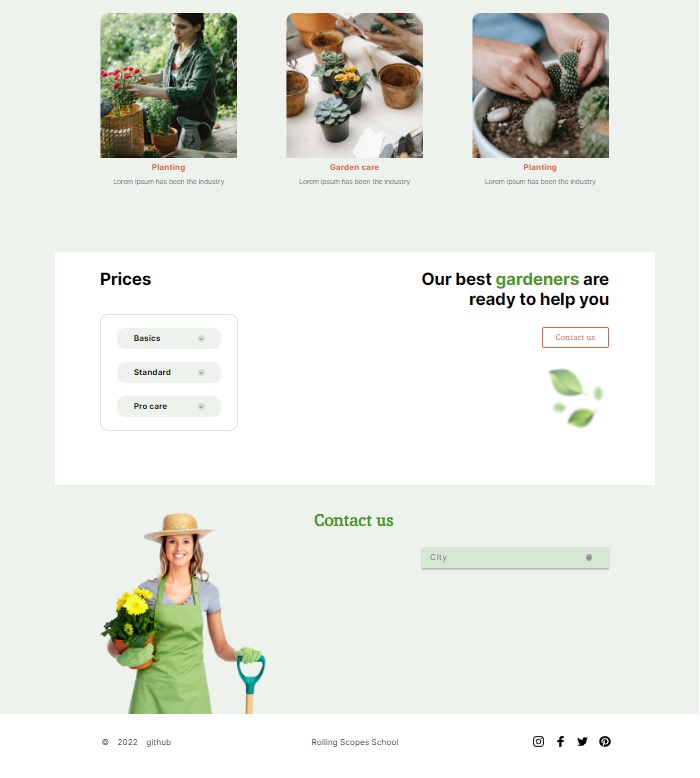 Planting
Lorem Ipsum has been the industry
Garden care
Lorem Ipsum has been the industry
Planting
Lorem Ipsum has been the industry
Prices
Basics
Standard
Pro care
Our best gardeners are
ready to help you
Contact us
Contact us
City
© 2022 github
Rolling Scopes School